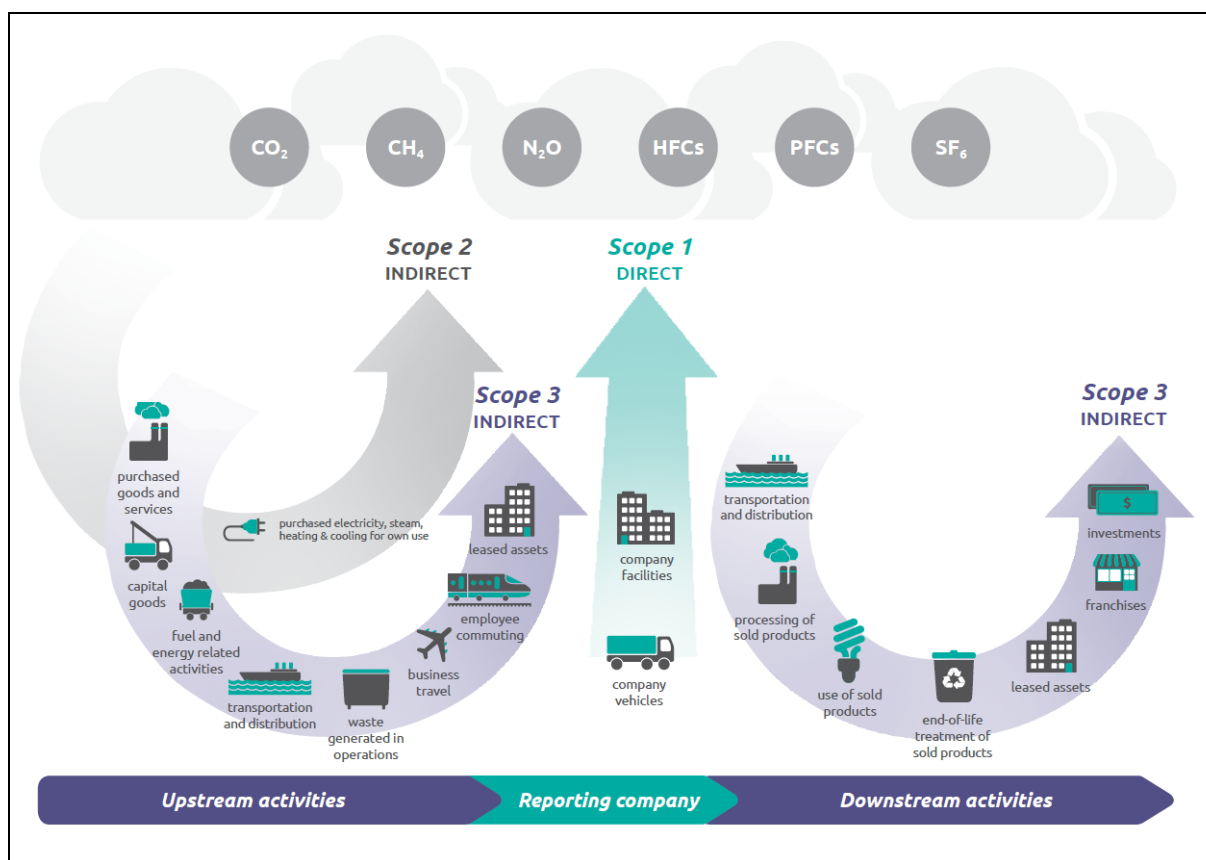 CO₂
CH₄
N₂O
HFCs
PFCs
SF₆
Scope 2
INDIRECT
Scope 1
DIRECT
Scope 3
INDIRECT
Scope 3
INDIRECT
purchased
goods and
services
capital
goods
fuel and
energy related
activities
transportation
and distribution
waste
generated in
operations
business
travel
employee
commuting
leased assets
purchased electricity, steam,
heating & cooling for own use
company
facilities
company
vehicles
transportation
and distribution
processing of
sold products
use of sold
products
end-of-life
treatment of
sold products
leased assets
franchises
$
investments
Upstream activities
Reporting company
Downstream activities